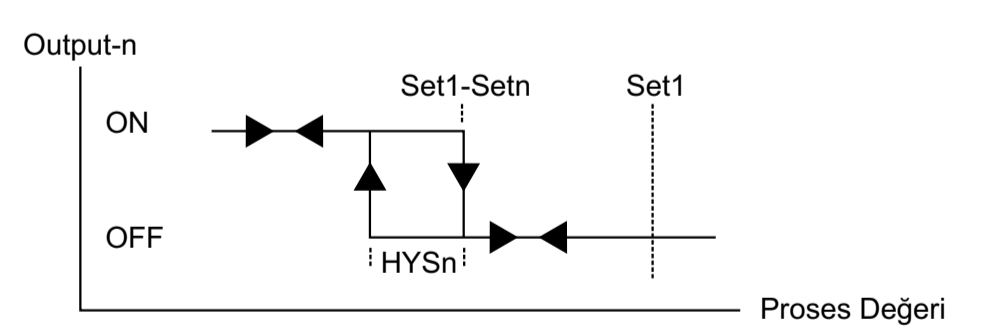 Output-n
Set1-Setn
Set1
ON
OFF
HYSn
Proses Değeri